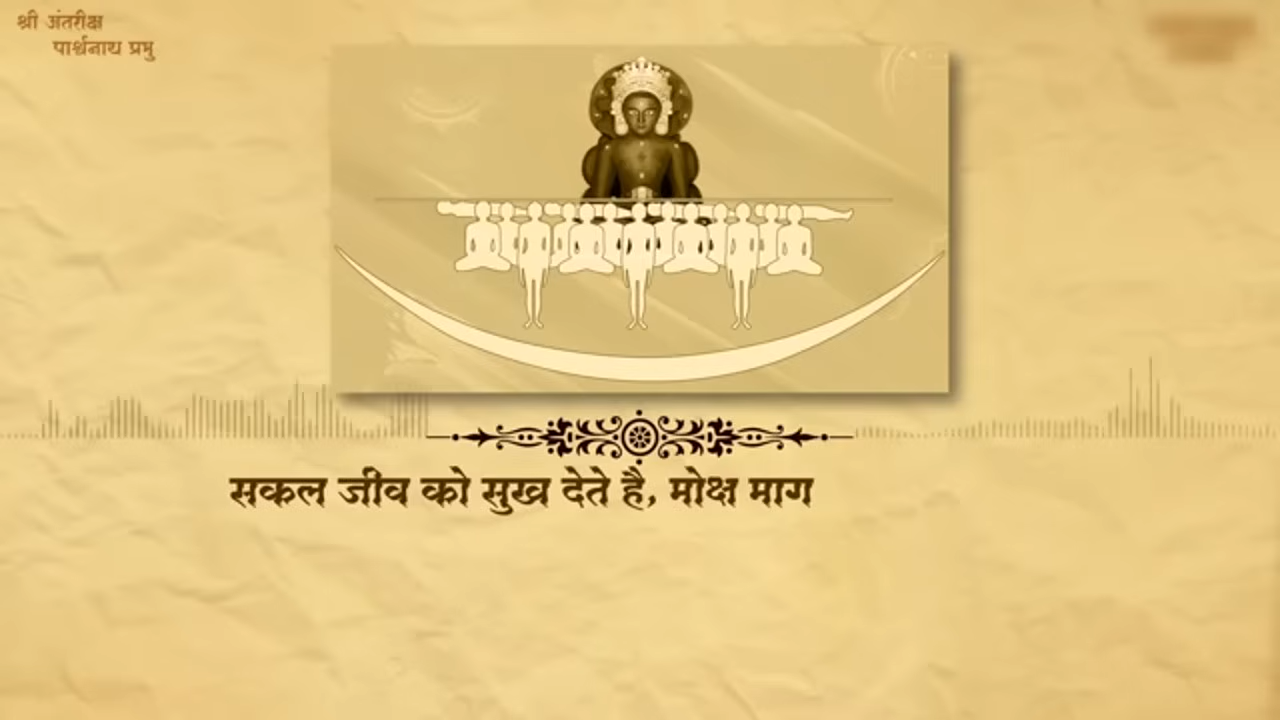 श्री अंतरीक्ष
पार्श्वनाथ प्रभु
सकल जीव को सुख देते है, मोक्ष माग